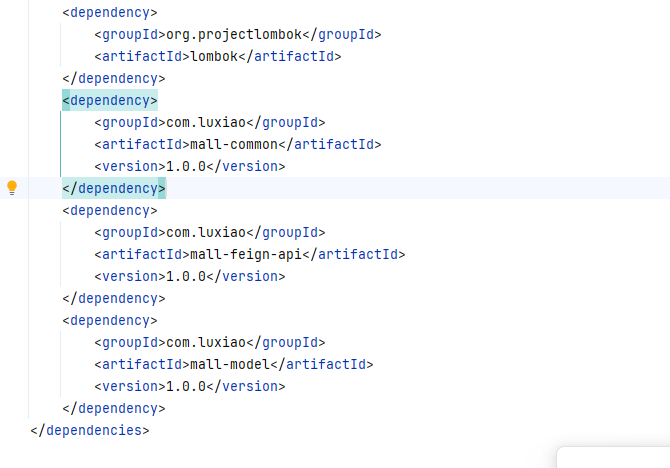 <dependency>
<groupId>org.projectlombok</groupId>
<artifactId>lombok</artifactId>
</dependency>
<dependency>
<groupId>com.luxiao</groupId>
<artifactId>mall-common</artifactId>
<version>1.0.0</version>
</dependency>
<dependency>
<groupId>com.luxiao</groupId>
<artifactId>mall-feign-api</artifactId>
<version>1.0.0</version>
</dependency>
<dependency>
<groupId>com.luxiao</groupId>
<artifactId>mall-model</artifactId>
<version>1.0.0</version>
</dependency>
</dependencies>